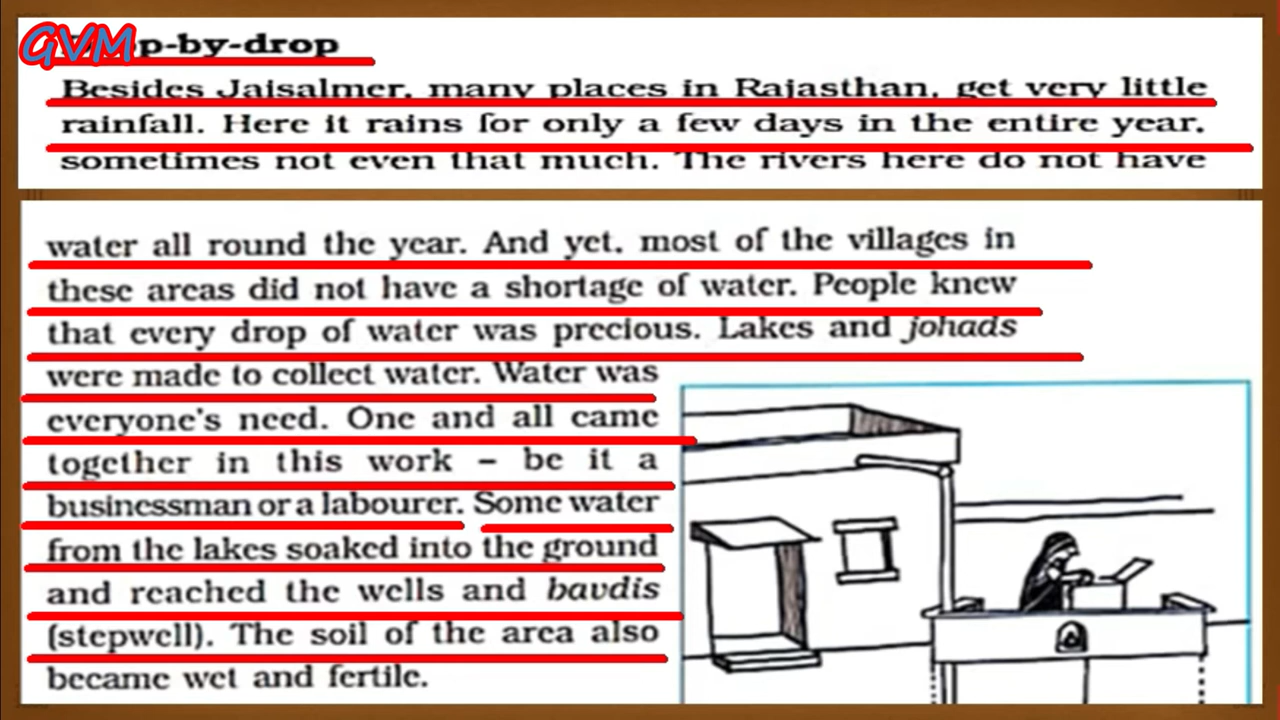 GVM
Drop-by-drop
Besides Jaisalmer, many places in Rajasthan, get very little
rainfall. Here it rains for only a few days in the entire year,
sometimes not even that much. The rivers here do not have
water all round the year. And yet, most of the villages in
these areas did not have a shortage of water. People knew
that every drop of water was precious. Lakes and johads
were made to collect water. Water was
everyone's need. One and all came
together in this work – be it a
businessman or a labourer. Some water
from the lakes soaked into the ground
and reached the wells and bavdis
(stepwell). The soil of the area also
became wet and fertile.